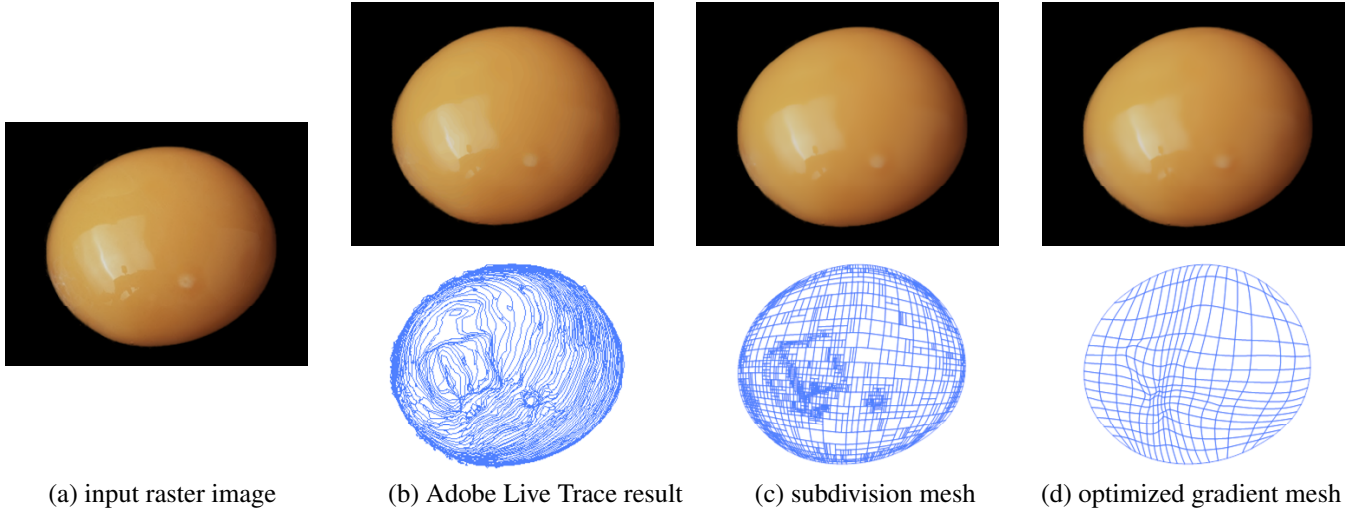 (a) input raster image
(b) Adobe Live Trace result
(c) subdivision mesh
(d) optimized gradient mesh